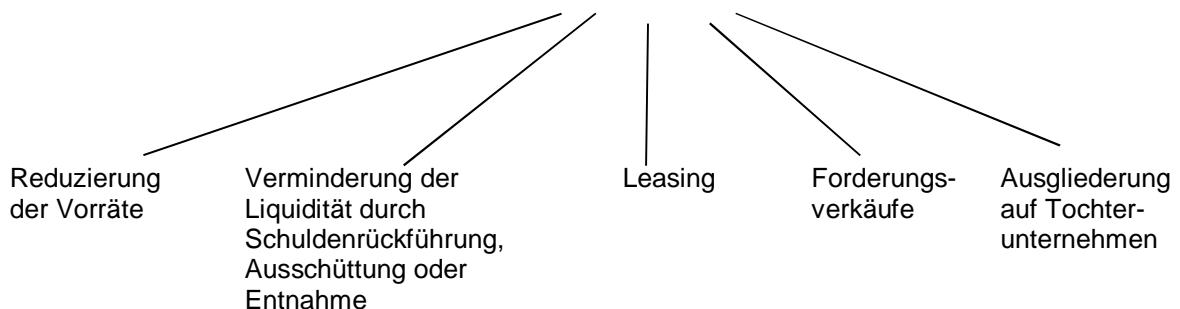 Reduzierung
der Vorräte
Verminderung der
Liquidität durch
Schuldenrückführung,
Ausschüttung oder
Entnahme
Leasing
Forderungs-
verkäufe
Ausgliederung
auf Tochter-
unternehmen